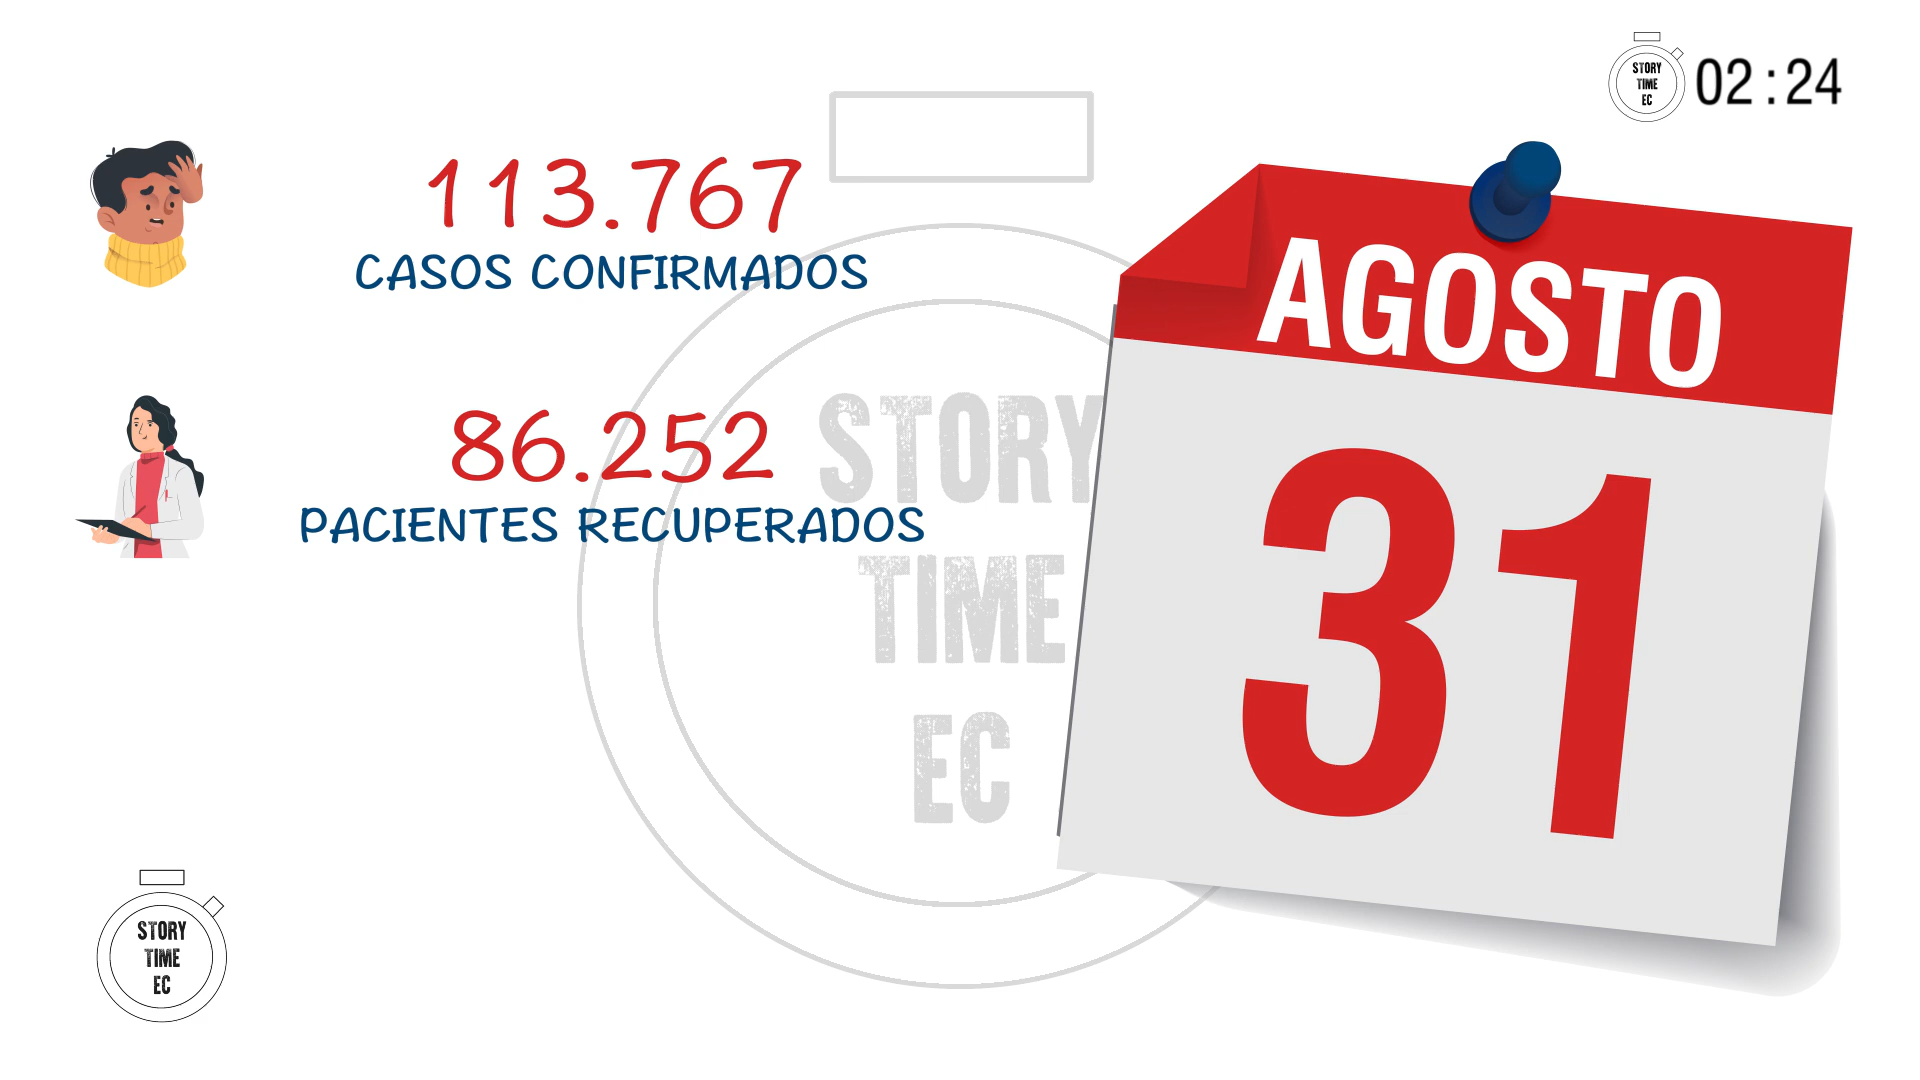 STORY
TIME
EC
02:24
113.767
CASOS CONFIRMADOS
86.252
PACIENTES RECUPERADOS
AGOSTO
31
STORY
TIME
EC
STORY
TIME
EC